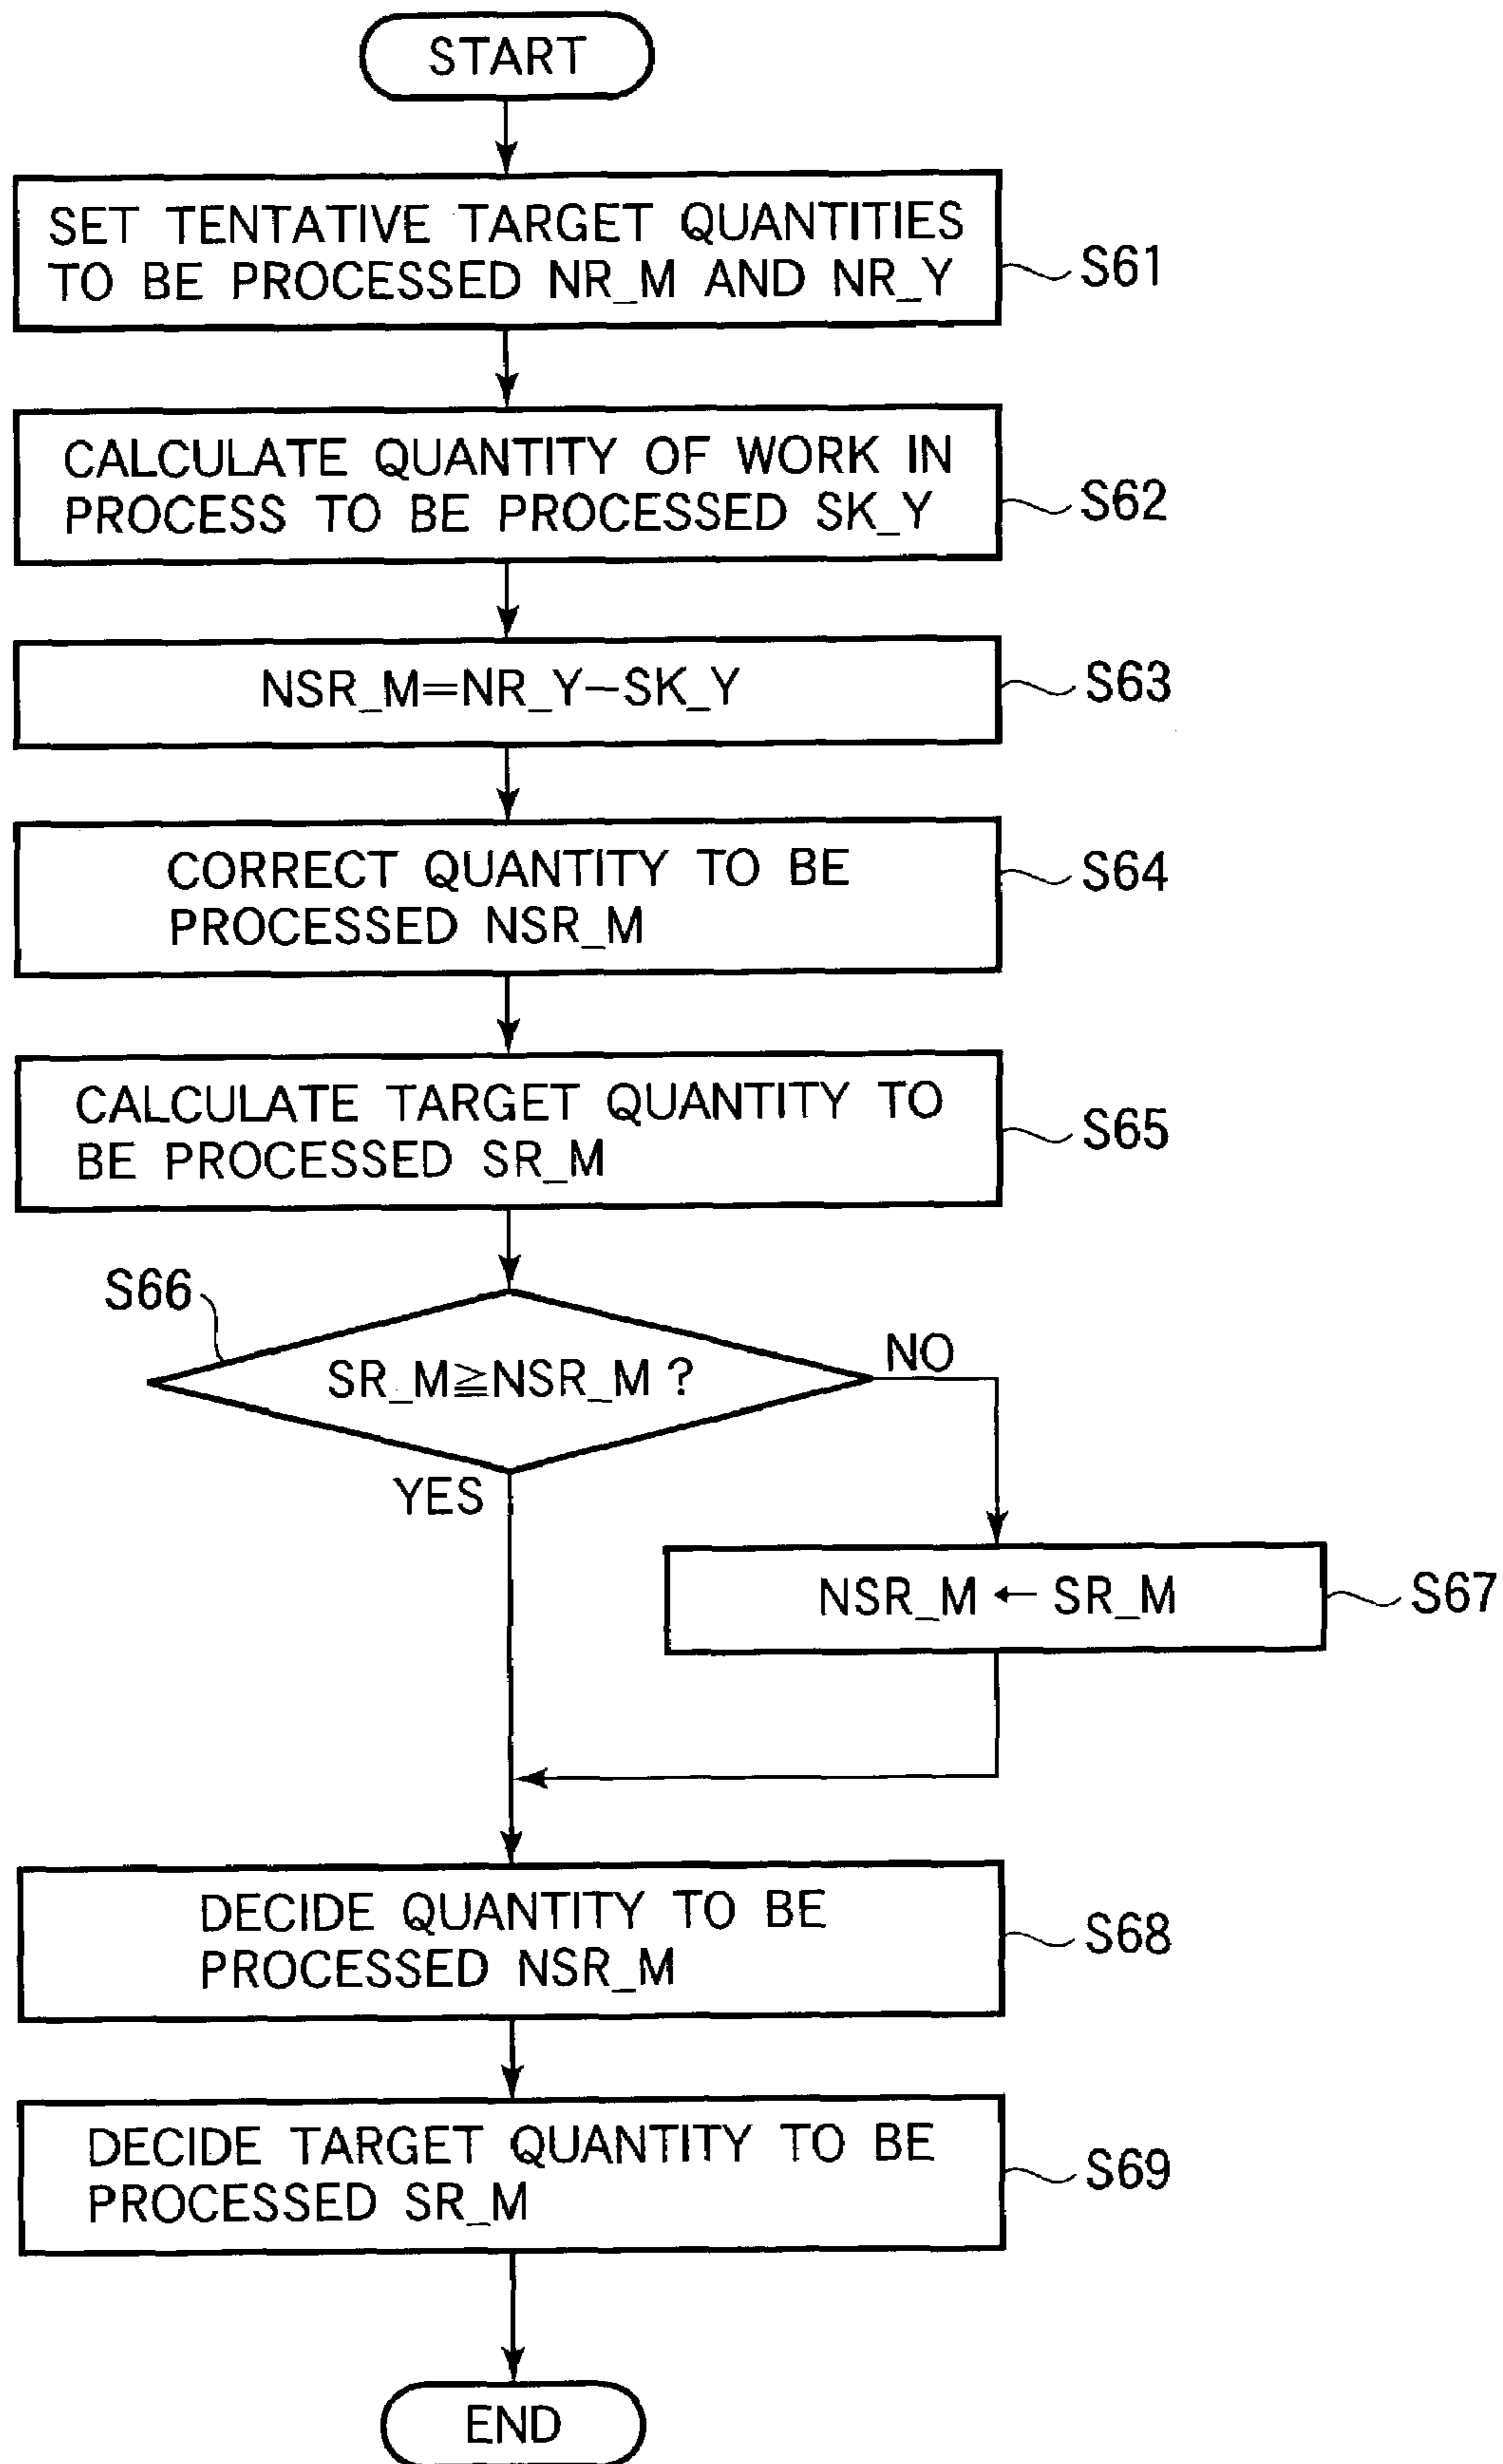 START
SET TENTATIVE TARGET QUANTITIES
TO BE PROCESSED NR_M AND NR_Y
S61
CALCULATE QUANTITY OF WORK IN
PROCESS TO BE PROCESSED SK_Y
S62
NSR_M=NR_Y−SK_Y
S63
CORRECT QUANTITY TO BE
PROCESSED NSR_M
S64
CALCULATE TARGET QUANTITY TO
BE PROCESSED SR_M
S65
S66
SR_M≧NSR_M ?
NO
YES
NSR_M ← SR_M
S67
DECIDE QUANTITY TO BE
PROCESSED NSR_M
S68
DECIDE TARGET QUANTITY TO BE
PROCESSED SR_M
S69
END